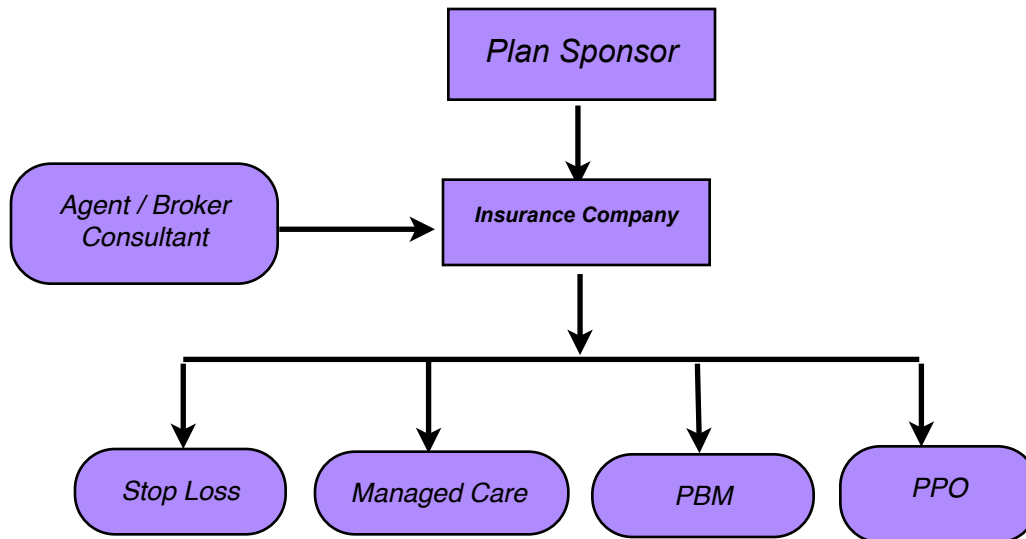 Plan Sponsor
Agent / Broker
Consultant
Insurance Company
Stop Loss
Managed Care
PBM
PPO